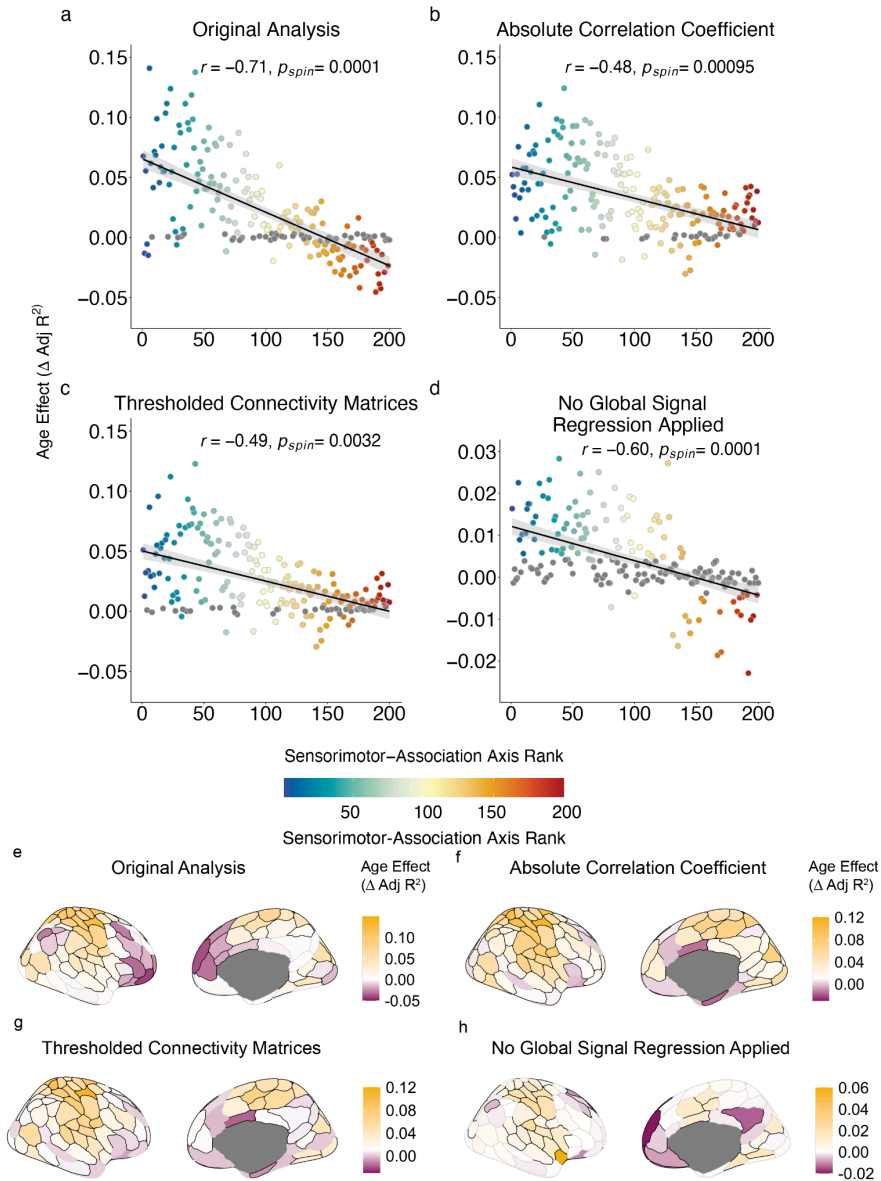 a
Original Analysis
r = −0.71, pspin= 0.0001
0.15
0.10
0.05
0.00
−0.05
0
50
100
150
200
b
Absolute Correlation Coefficient
r = −0.48, pspin= 0.00095
0.15
0.10
0.05
0.00
−0.05
0
50
100
150
200
Age Effect (Δ Adj R²)
c
Thresholded Connectivity Matrices
r = −0.49, pspin= 0.0032
0.15
0.10
0.05
0.00
−0.05
0
50
100
150
200
d
No Global Signal
Regression Applied
r = −0.60, pspin= 0.0001
0.03
0.02
0.01
0.00
−0.01
−0.02
0
50
100
150
200
Sensorimotor−Association Axis Rank
50
100
150
200
Sensorimotor-Association Axis Rank
e
Original Analysis
Age Effect
(Δ Adj R²)
0.10
0.05
0.00
-0.05
f
Absolute Correlation Coefficient
Age Effect
(Δ Adj R²)
0.12
0.08
0.04
0.00
g
Thresholded Connectivity Matrices
0.12
0.08
0.04
0.00
h
No Global Signal Regression Applied
0.06
0.04
0.02
0.00
-0.02